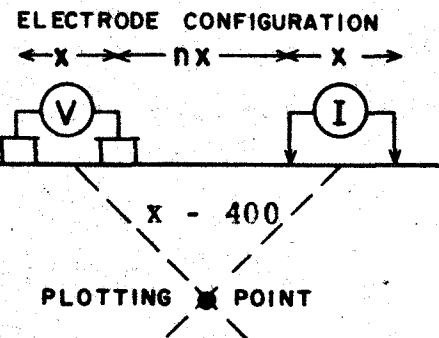 ELECTRODE CONFIGURATION
x nx x
V I
x - 400
PLOTTING POINT